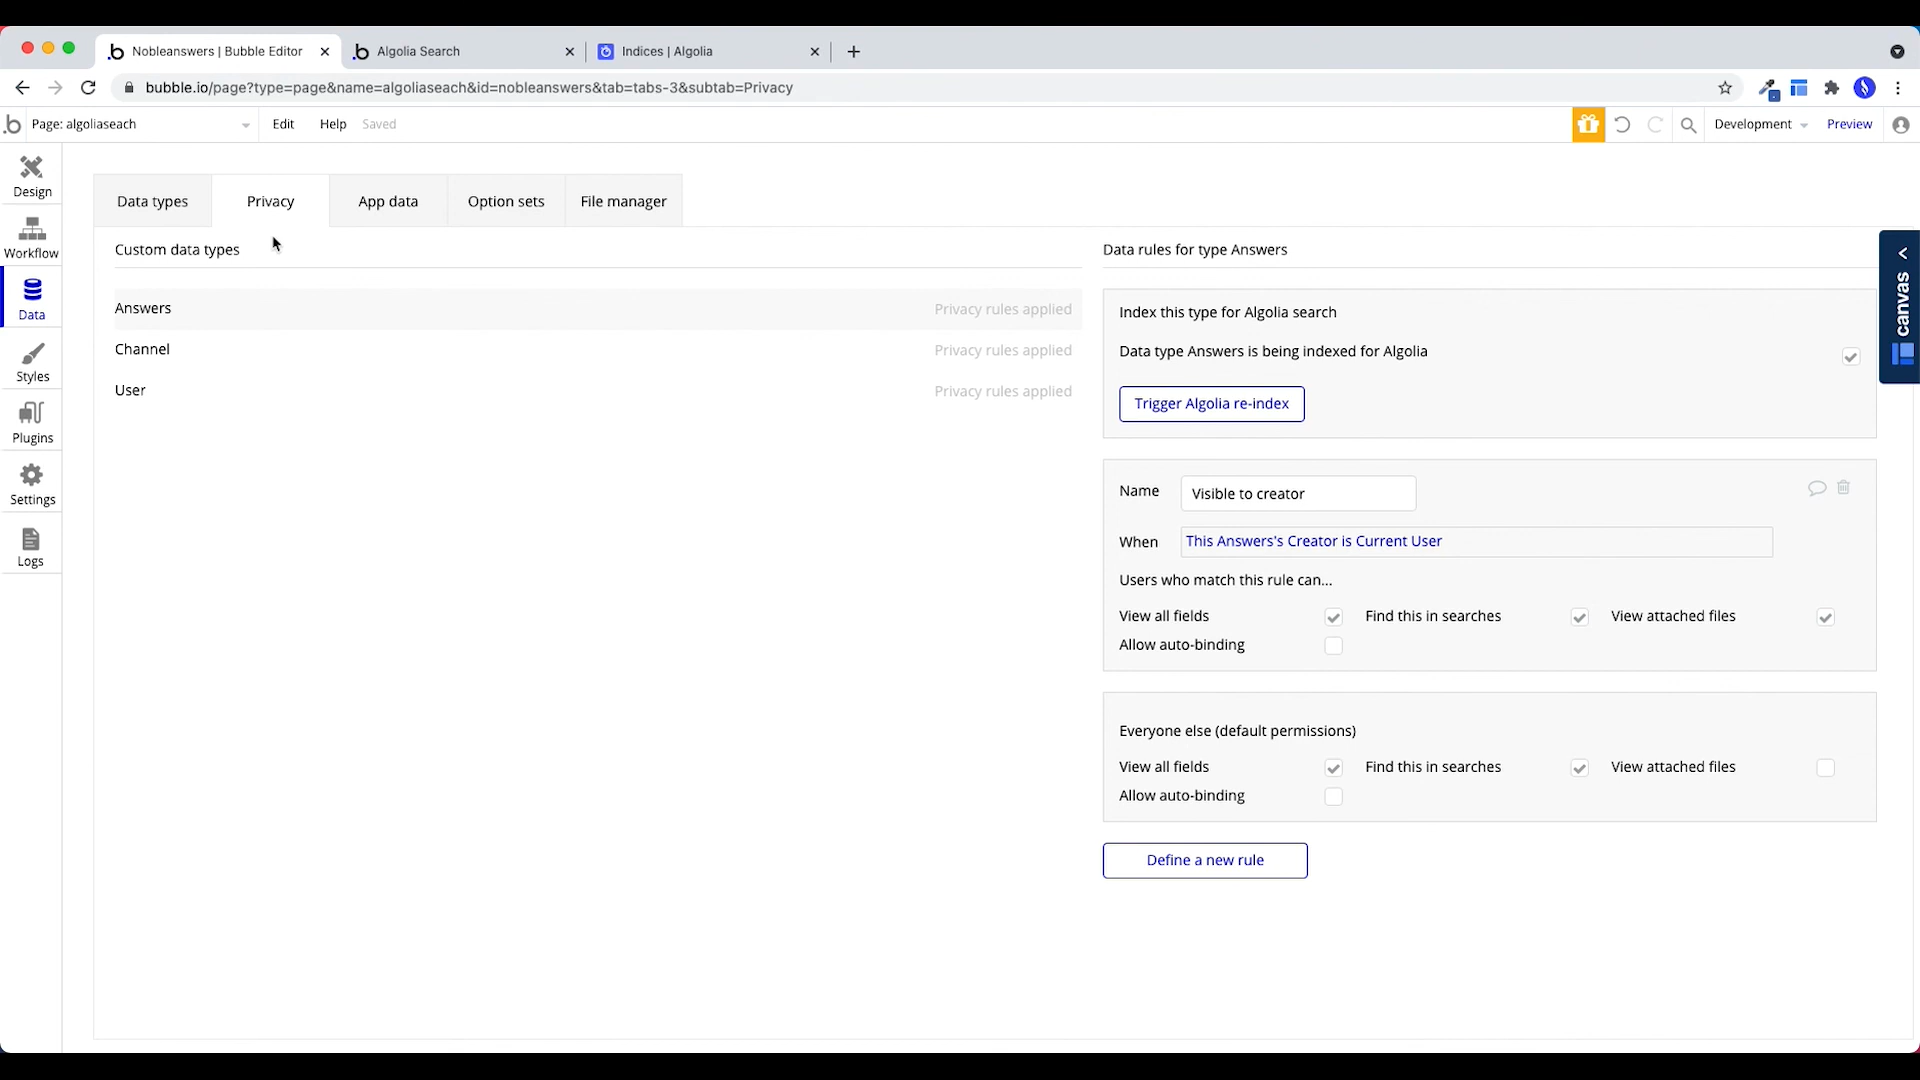 Nobleanswers | Bubble Editor
Algolia Search
Indices | Algolia
bubble.io/page?type=page&name=algoliaseach&id=nobleanswers&tab=tabs-3&subtab=Privacy
Page: algoliaseach
Edit
Help
Saved
Development
Preview
Design
Workflow
Data
Styles
Plugins
Settings
Logs
Data types
Privacy
App data
Option sets
File manager
Custom data types
Answers Privacy rules applied
Channel Privacy rules applied
User Privacy rules applied
Data rules for type Answers
Index this type for Algolia search
Data type Answers is being indexed for Algolia
Trigger Algolia re-index
Name Visible to creator
When This Answers's Creator is Current User
Users who match this rule can...
View all fields Find this in searches View attached files
Allow auto-binding
Everyone else (default permissions)
View all fields Find this in searches View attached files
Allow auto-binding
Define a new rule
canvas